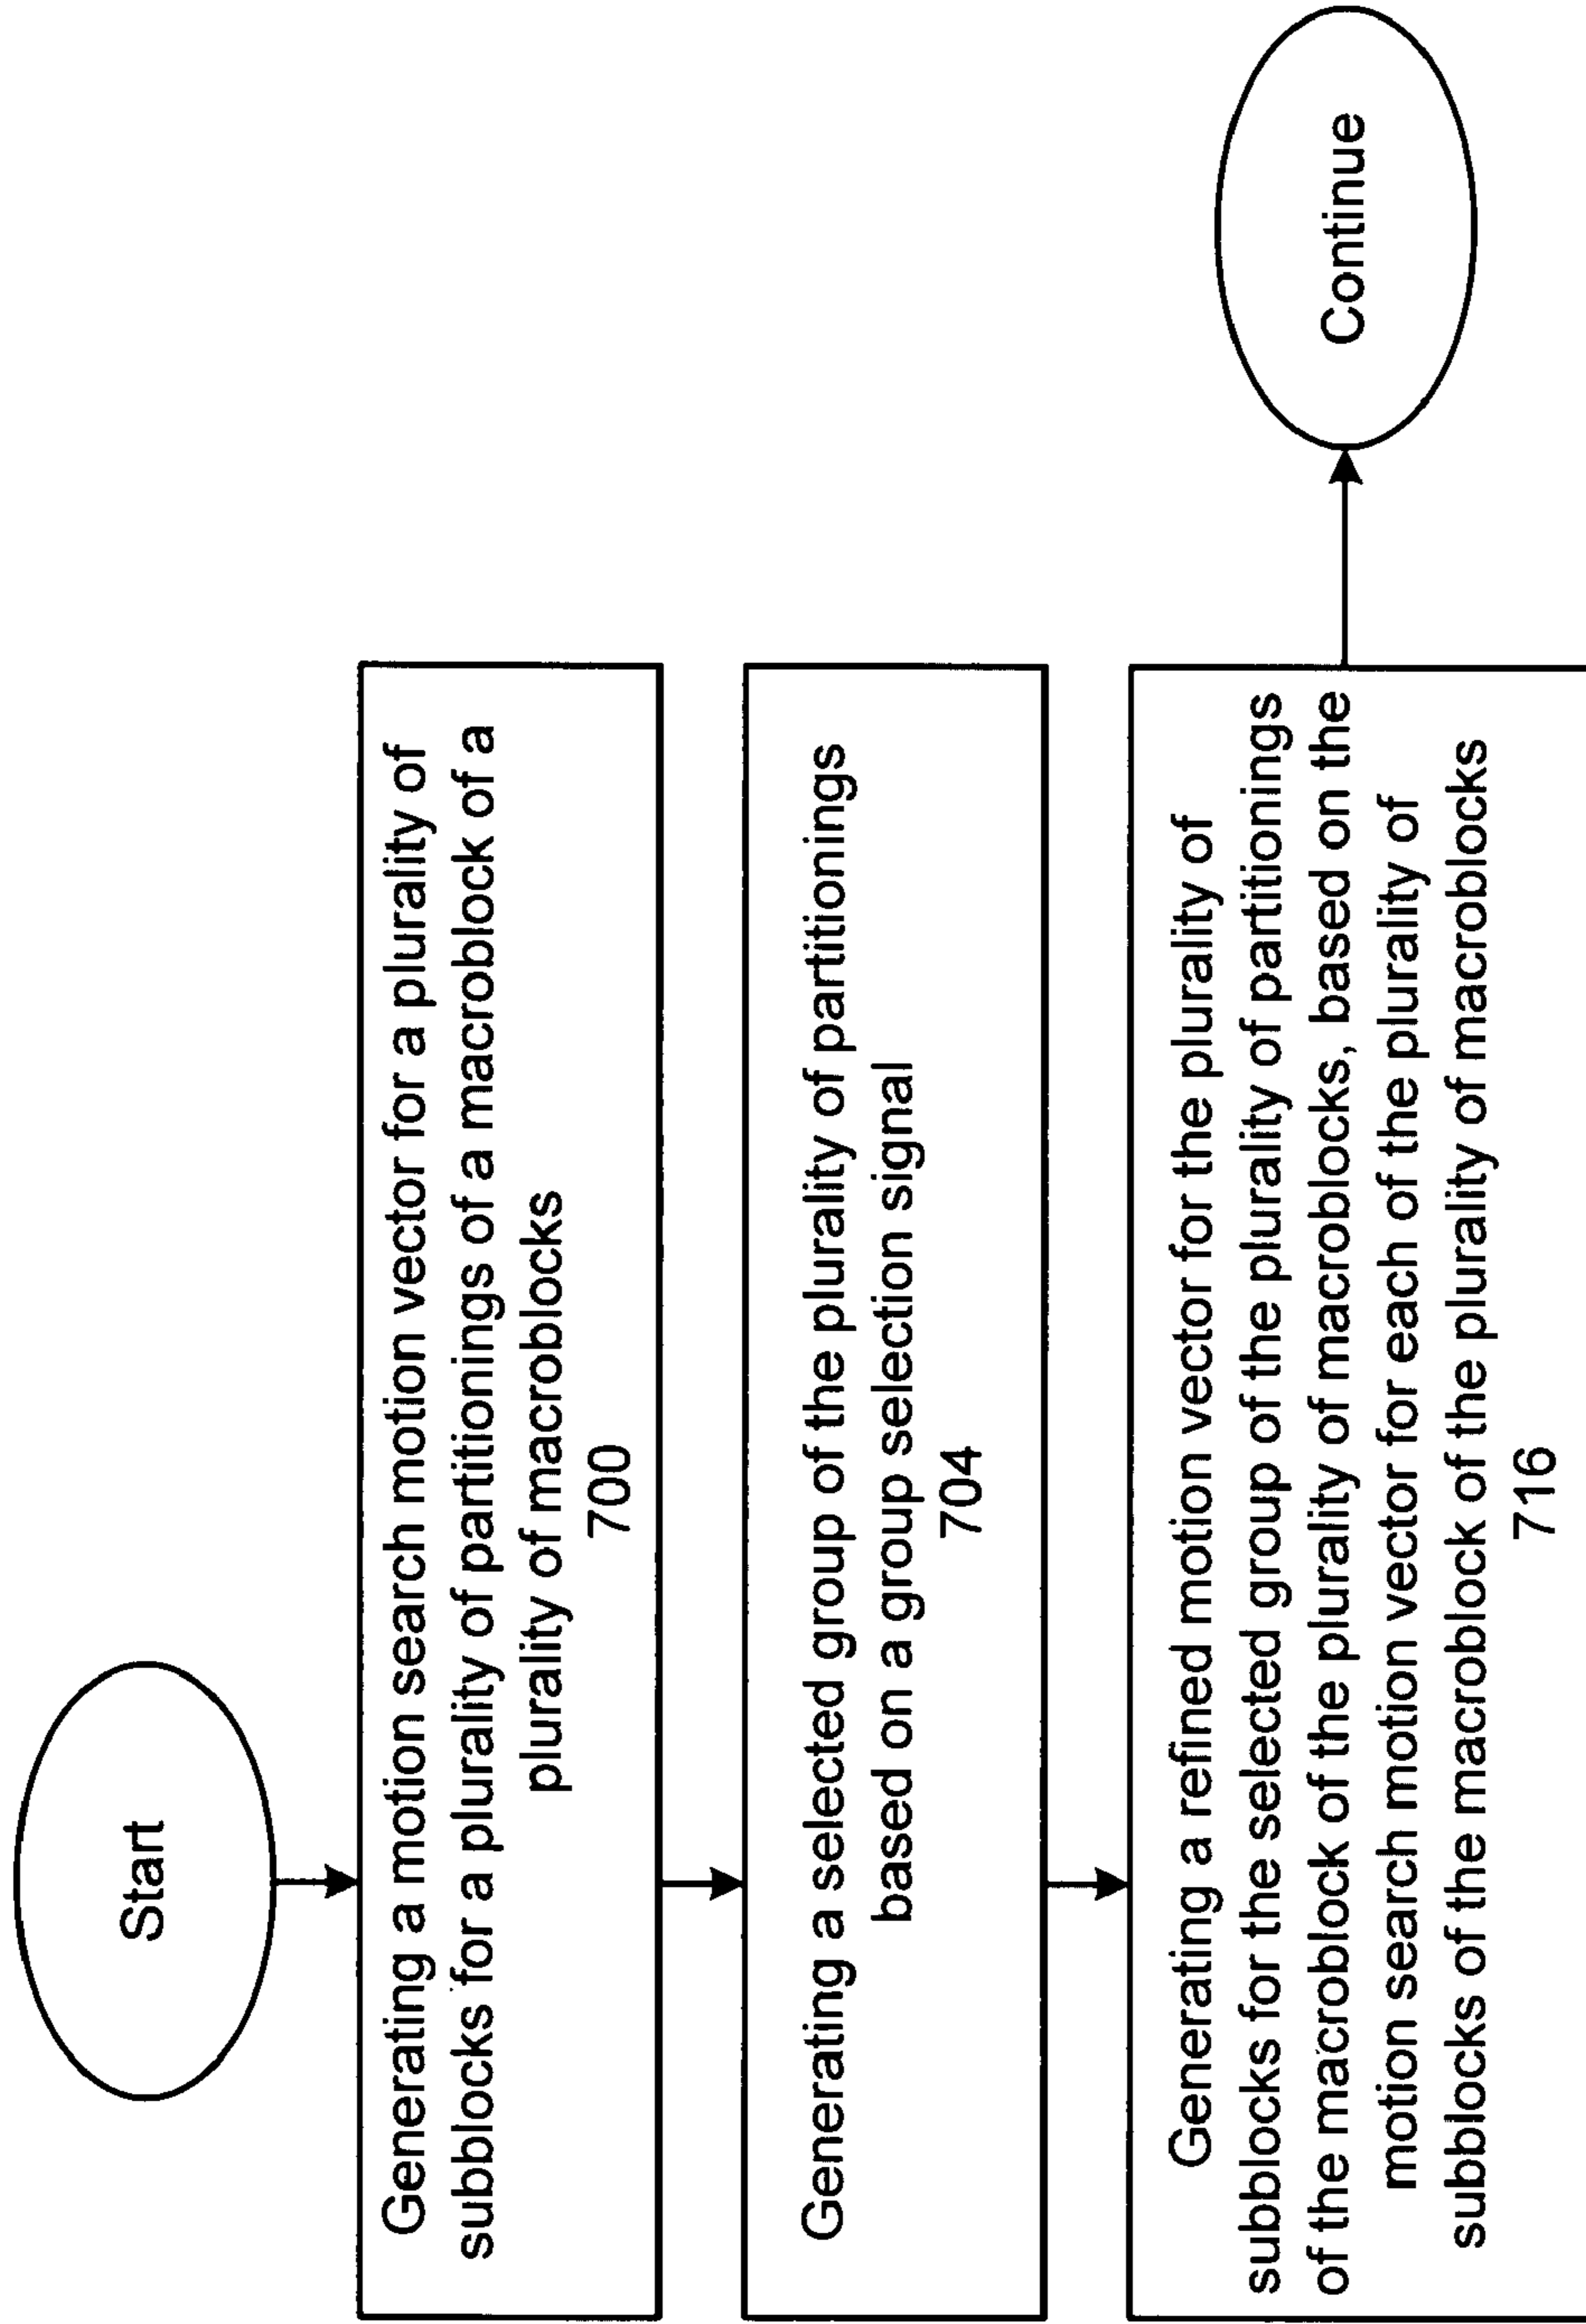 Start
Generating a motion search motion vector for a plurality of
subblocks for a plurality of partitionings of a macroblock of a
plurality of macroblocks
700
Generating a selected group of the plurality of partitionings
based on a group selection signal
704
Generating a refined motion vector for the plurality of
subblocks for the selected group of the plurality of partitionings
of the macroblock of the plurality of macroblocks, based on the
motion search motion vector for each of the plurality of
subblocks of the macroblock of the plurality of macroblocks
716
Continue